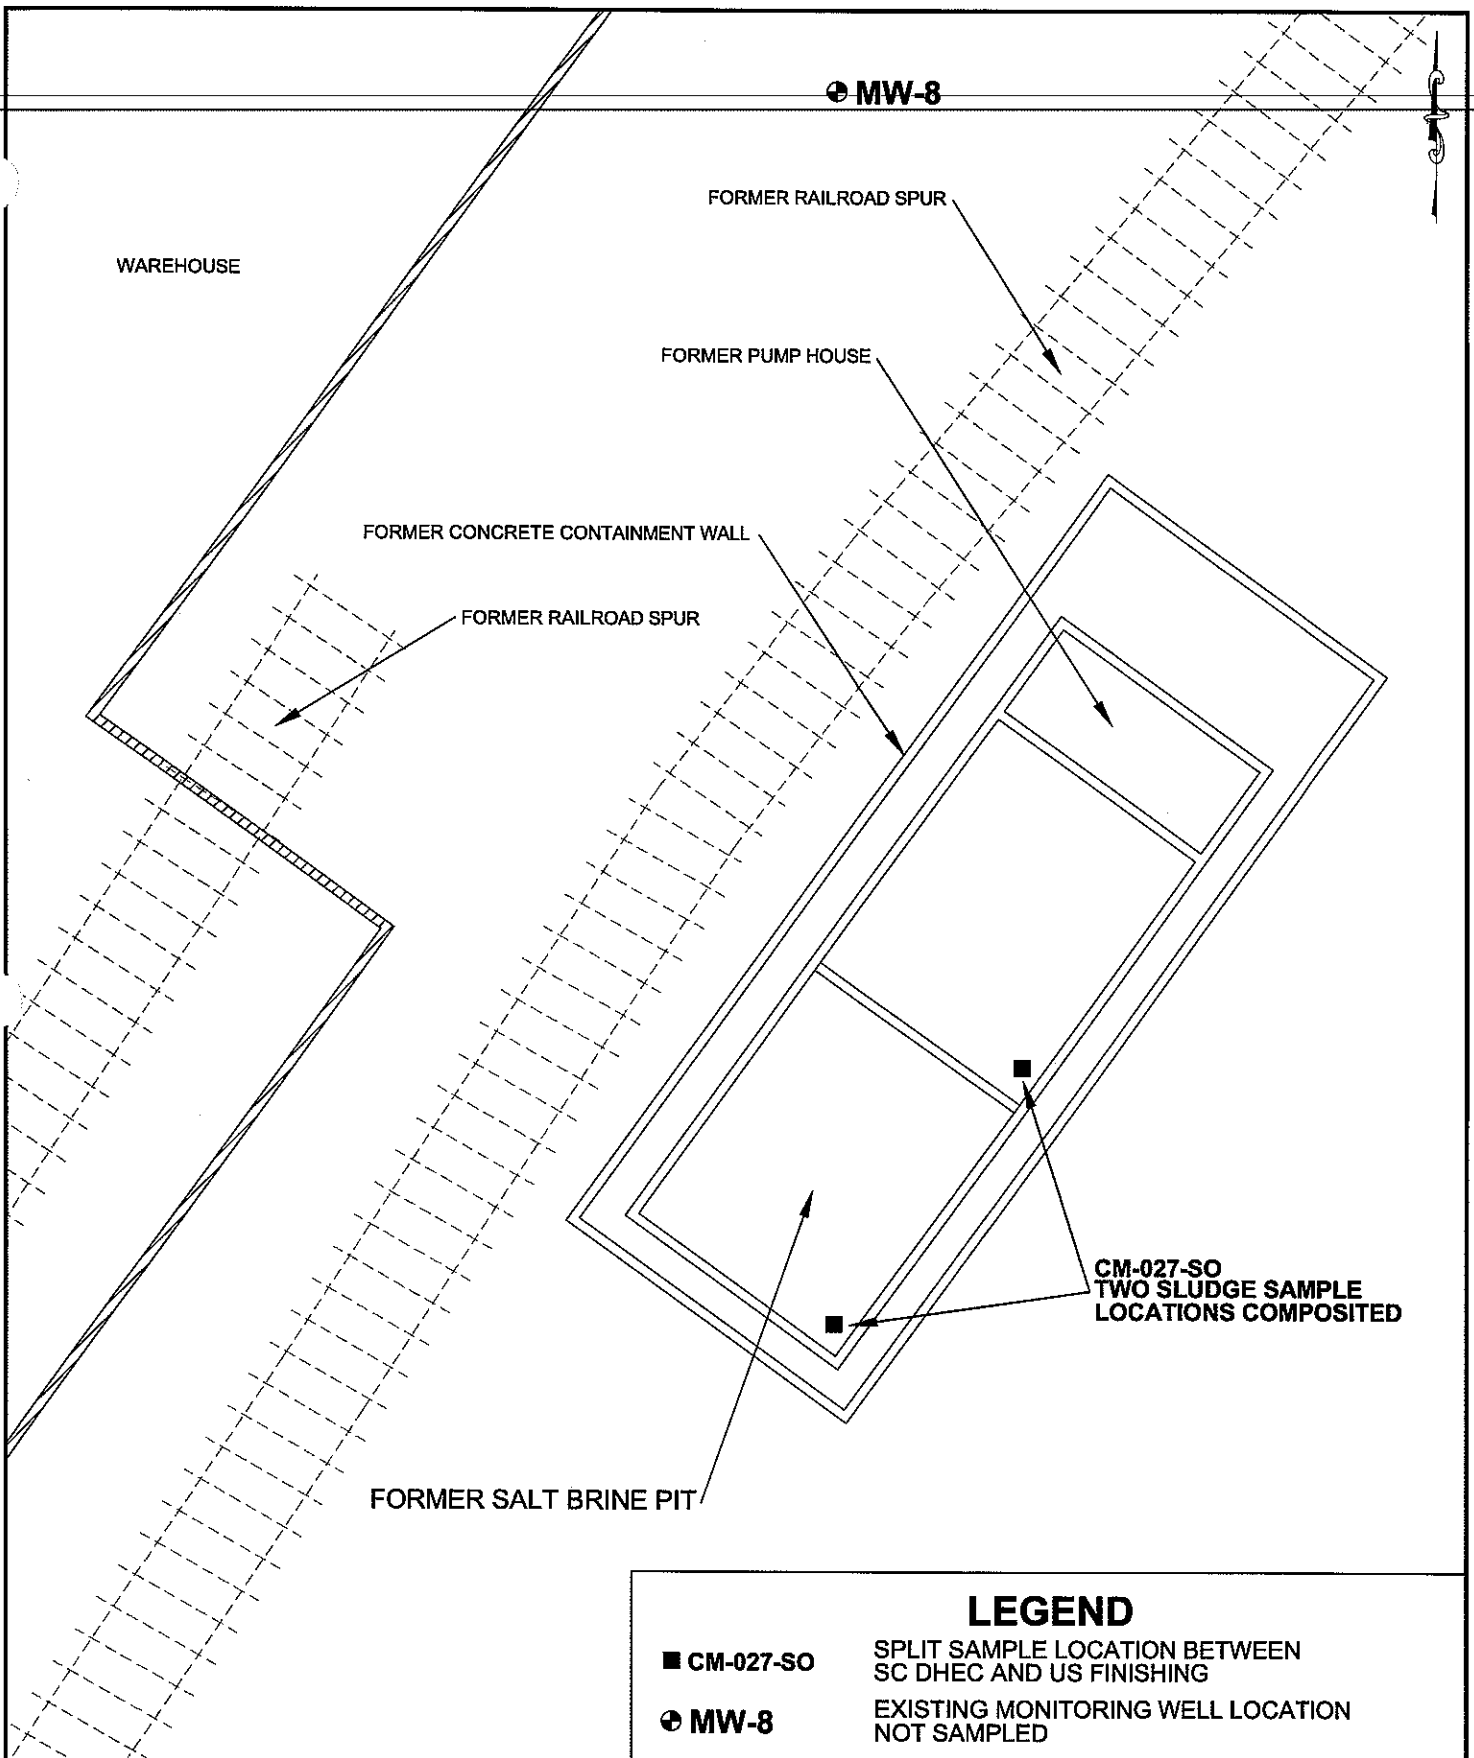 MW-8
FORMER RAILROAD SPUR
WAREHOUSE
FORMER PUMP HOUSE
FORMER CONCRETE CONTAINMENT WALL
FORMER RAILROAD SPUR
CM-027-SO
TWO SLUDGE SAMPLE
LOCATIONS COMPOSITED
FORMER SALT BRINE PIT
LEGEND
CM-027-SO
SPLIT SAMPLE LOCATION BETWEEN
SC DHEC AND US FINISHING
MW-8
EXISTING MONITORING WELL LOCATION
NOT SAMPLED